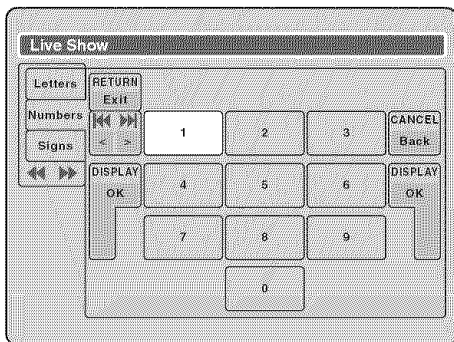 Live Show
Letters
Numbers
Signs
RETURN
Exit
< >
1
2
3
CANCEL
Back
DISPLAY
OK
4
5
6
DISPLAY
OK
7
8
9
0